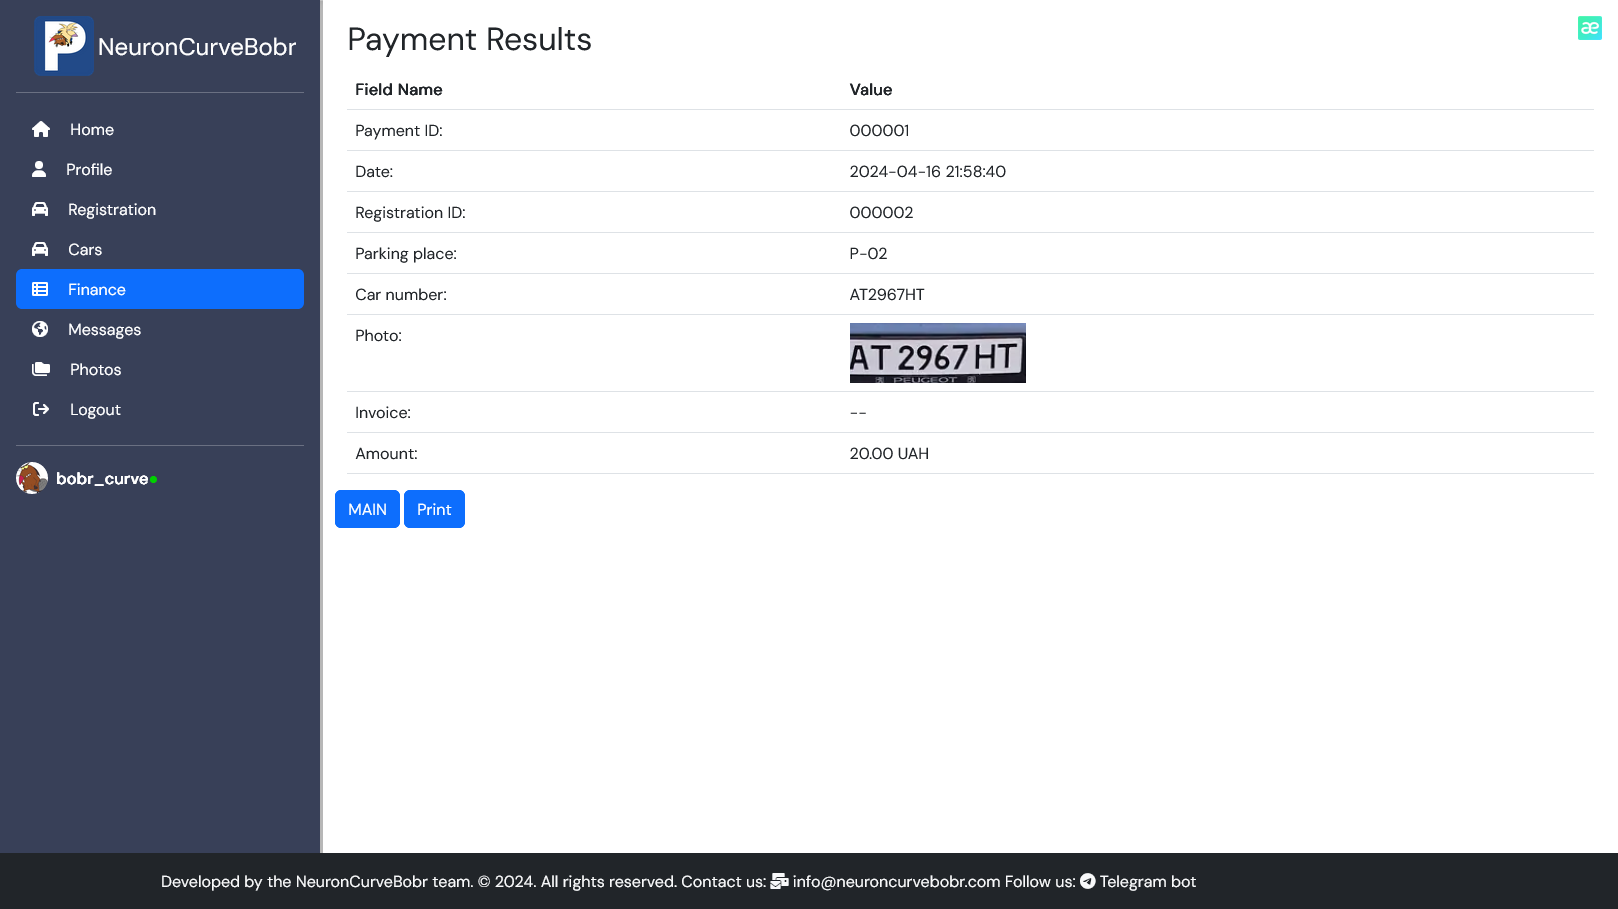 NeuronCurveBobr
Home
Profile
Registration
Cars
Finance
Messages
Photos
Logout
bobr_curve
Payment Results
Field Name Value
Payment ID: 000001
Date: 2024-04-16 21:58:40
Registration ID: 000002
Parking place: P-02
Car number: AT2967HT
Photo: AT 2967 HT
PEUGEOT
Invoice: --
Amount: 20.00 UAH
MAIN Print
æ
Developed by the NeuronCurveBobr team. © 2024. All rights reserved. Contact us: info@neuroncurvebobr.com Follow us: Telegram bot